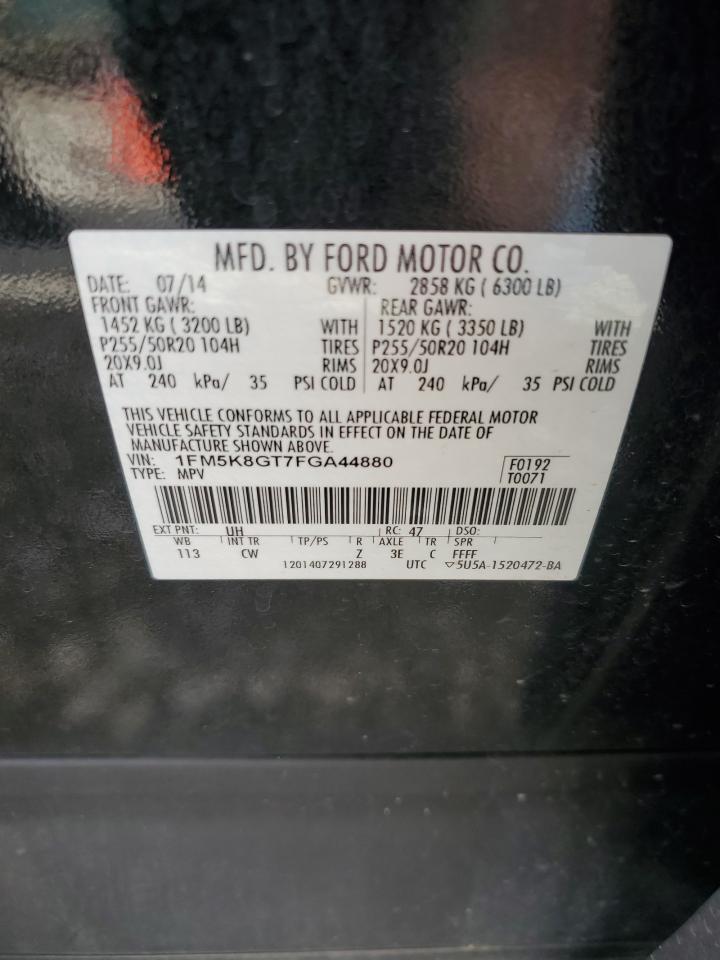 MFD. BY FORD MOTOR CO.
DATE: 07/14 GVWR: 2858 KG ( 6300 LB)
FRONT GAWR: REAR GAWR:
1452 KG ( 3200 LB) WITH 1520 KG ( 3350 LB) WITH
P255/50R20 104H TIRES P255/50R20 104H TIRES
20X9.0J RIMS 20X9.0J RIMS
AT 240 kPa/ 35 PSI COLD AT 240 kPa/ 35 PSI COLD
THIS VEHICLE CONFORMS TO ALL APPLICABLE FEDERAL MOTOR
VEHICLE SAFETY STANDARDS IN EFFECT ON THE DATE OF
MANUFACTURE SHOWN ABOVE.
VIN: 1FM5K8GT7FGA44880 F0192
TYPE: MPV T0071
EXT PNT: UH RC: 47 DSO:
WB INT TR TP/PS R AXLE TR SPR
113 CW Z 3E C FFFF
1201407291288 UTC ▽5U5A-1520472-BA